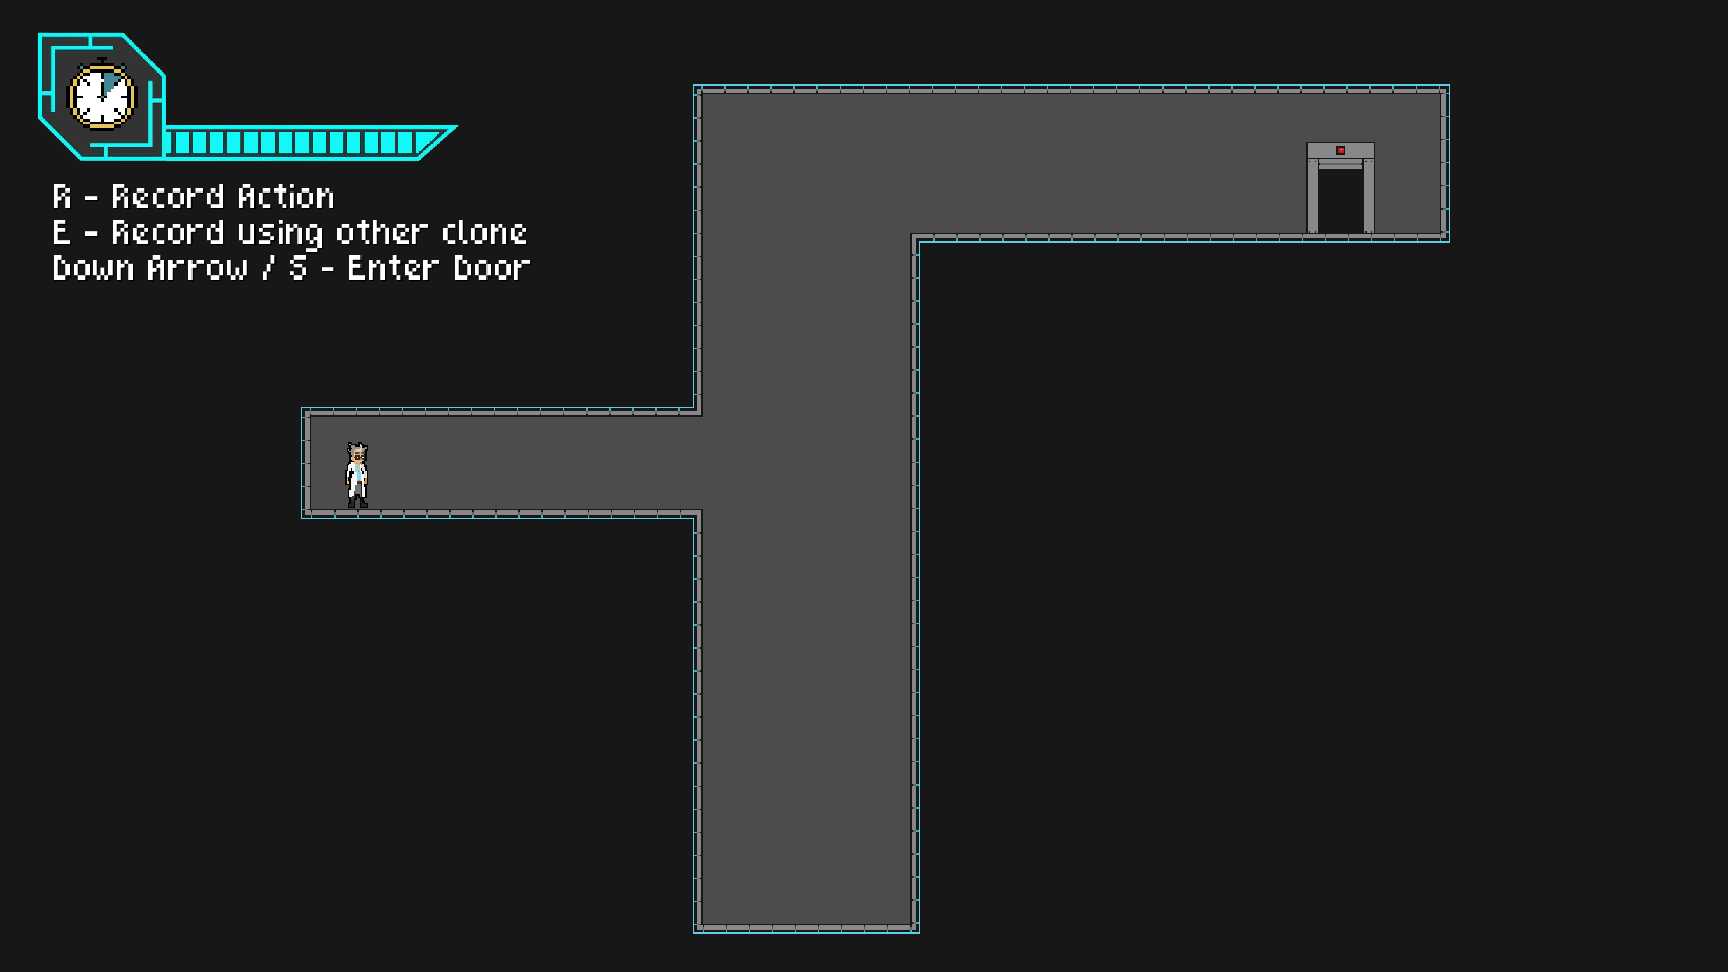 R - Record Action
E - Record using other clone
Down Arrow / S - Enter Door